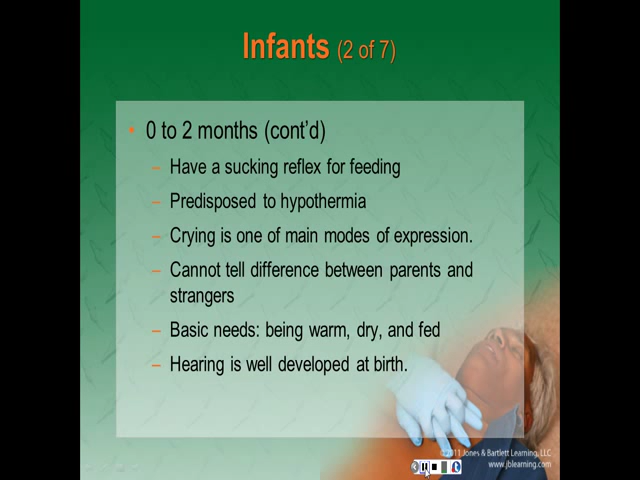 Infants (2 of 7)
• 0 to 2 months (cont'd)
– Have a sucking reflex for feeding
– Predisposed to hypothermia
– Crying is one of main modes of expression.
– Cannot tell difference between parents and
strangers
– Basic needs: being warm, dry, and fed
– Hearing is well developed at birth.
© 2011 Jones & Bartlett Learning, LLC
www.jblearning.com